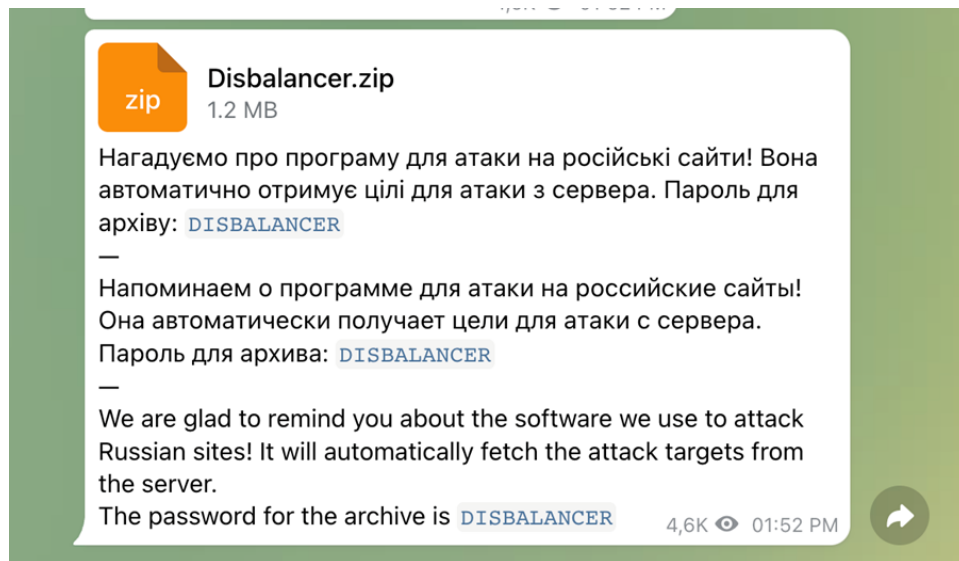 zip
Disbalancer.zip
1.2 MB
Нагадуємо про програму для атаки на російські сайти! Вона
автоматично отримує цілі для атаки з сервера. Пароль для
архіву: DISBALANCER
—
Напоминаем о программе для атаки на российские сайты!
Она автоматически получает цели для атаки с сервера.
Пароль для архива: DISBALANCER
—
We are glad to remind you about the software we use to attack
Russian sites! It will automatically fetch the attack targets from
the server.
The password for the archive is DISBALANCER
4,6K 01:52 PM